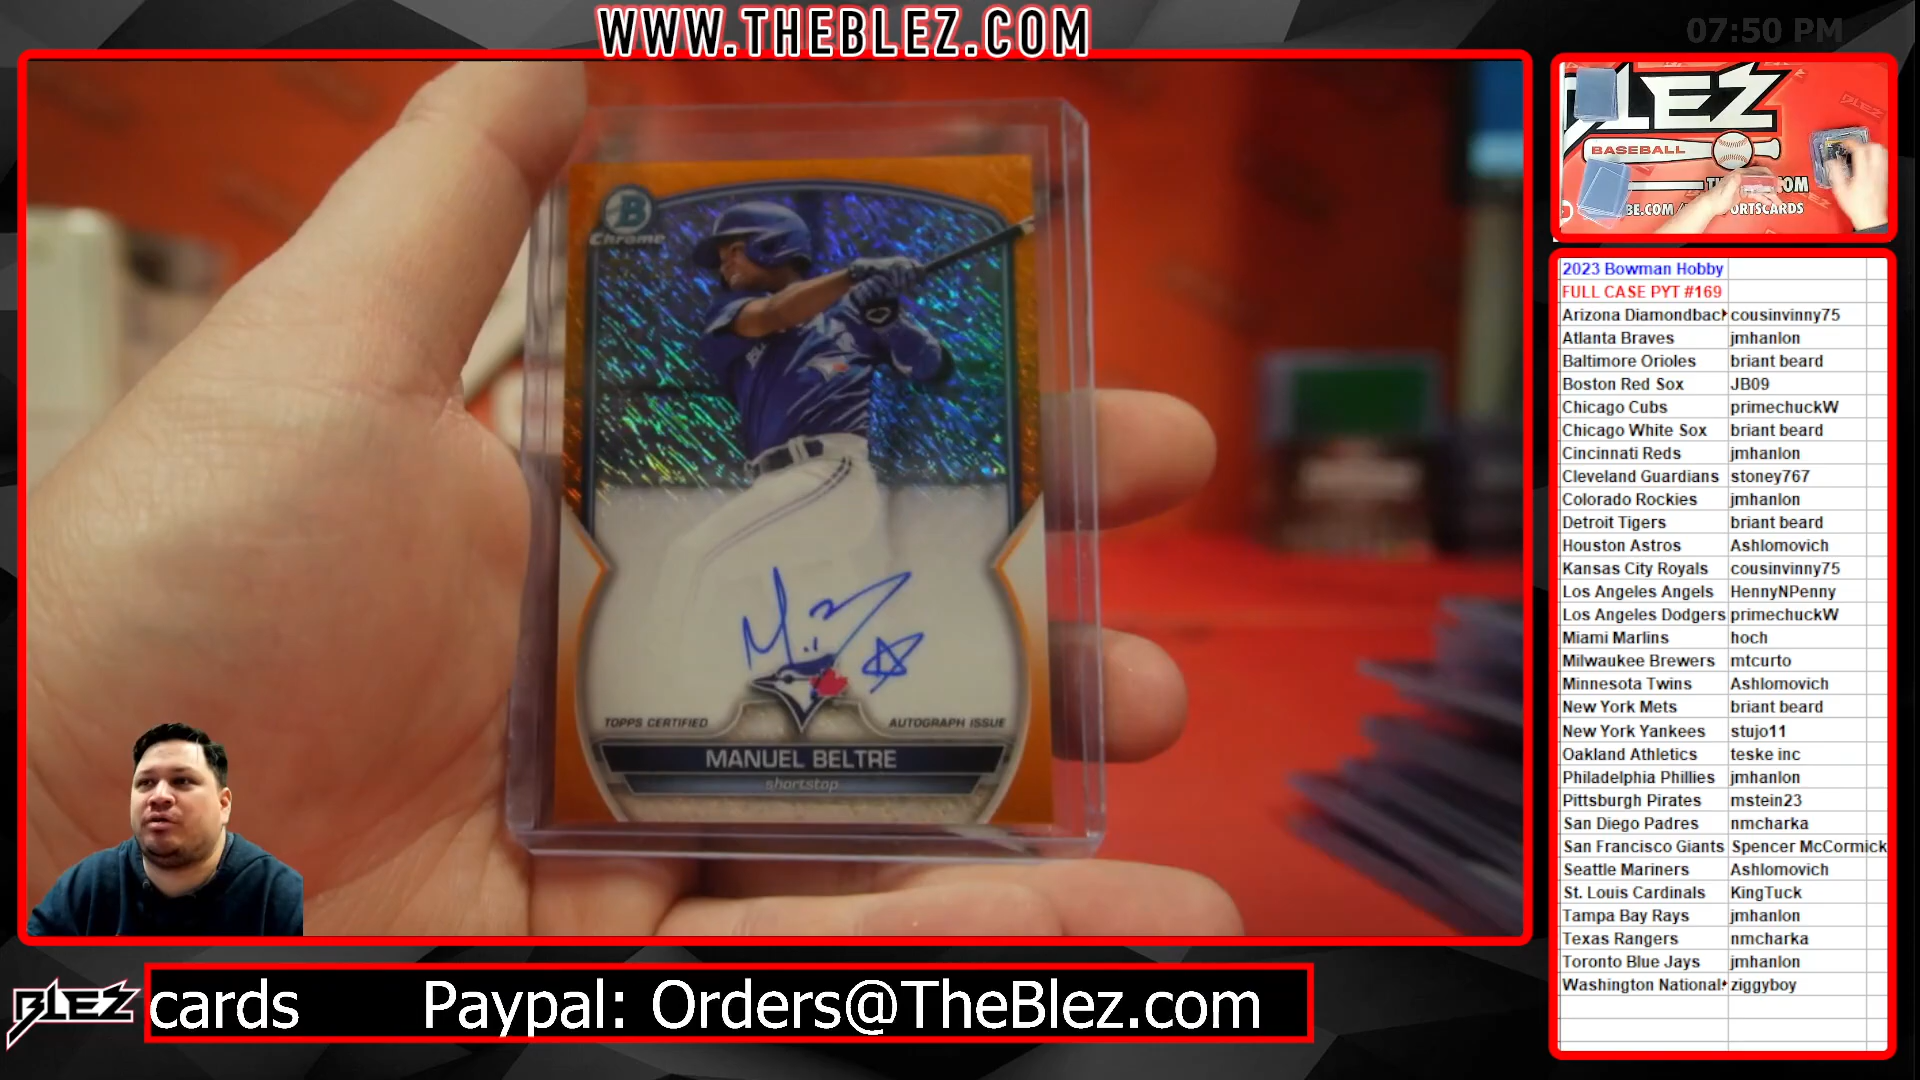 WWW.THEBLEZ.COM
07:50 PM
B
Chrome
TOPPS CERTIFIED
AUTOGRAPH ISSUE
MANUEL BELTRE
shortstop
LEZ
BLEZ
BASEBALL
BE.COM/
ORTSCARDS
2023 Bowman Hobby
FULL CASE PYT #169
Arizona Diamondbac cousinvinny75
Atlanta Braves jmhanlon
Baltimore Orioles briant beard
Boston Red Sox JB09
Chicago Cubs primechuckW
Chicago White Sox briant beard
Cincinnati Reds jmhanlon
Cleveland Guardians stoney767
Colorado Rockies jmhanlon
Detroit Tigers briant beard
Houston Astros Ashlomovich
Kansas City Royals cousinvinny75
Los Angeles Angels HennyNPenny
Los Angeles Dodgers primechuckW
Miami Marlins hoch
Milwaukee Brewers mtcurto
Minnesota Twins Ashlomovich
New York Mets briant beard
New York Yankees stujo11
Oakland Athletics teske inc
Philadelphia Phillies jmhanlon
Pittsburgh Pirates mstein23
San Diego Padres nmcharka
San Francisco Giants Spencer McCormick
Seattle Mariners Ashlomovich
St. Louis Cardinals KingTuck
Tampa Bay Rays jmhanlon
Texas Rangers nmcharka
Toronto Blue Jays jmhanlon
Washington National ziggyboy
BLEZ
cards Paypal: Orders@TheBlez.com